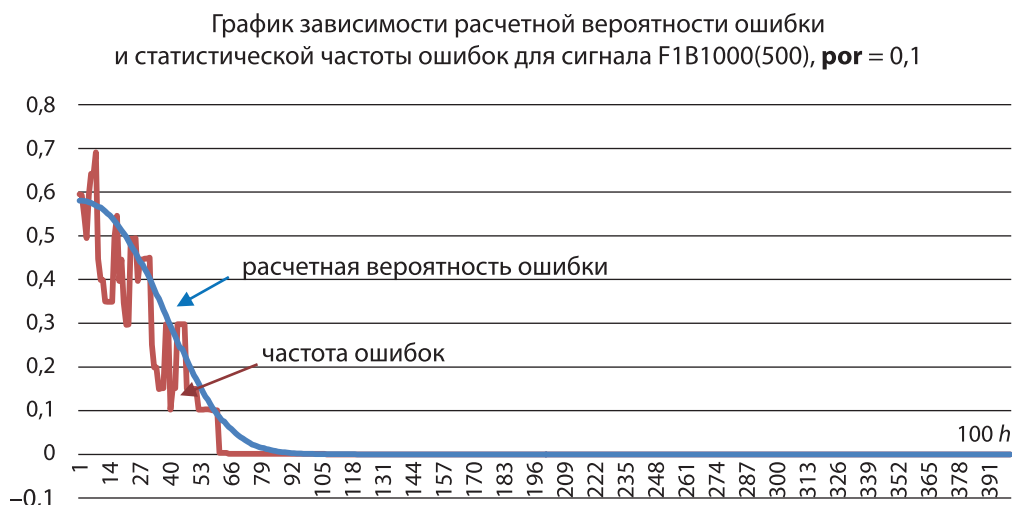 График зависимости расчетной вероятности ошибки
и статистической частоты ошибок для сигнала F1B1000(500), por = 0,1
0,8
0,7
0,6
0,5
0,4
0,3
0,2
0,1
0
–0,1
расчетная вероятность ошибки
частота ошибок
100 h
1 14 27 40 53 66 79 92 105 118 131 144 157 170 183 196 209 222 235 248 261 274 287 300 313 326 339 352 365 378 391